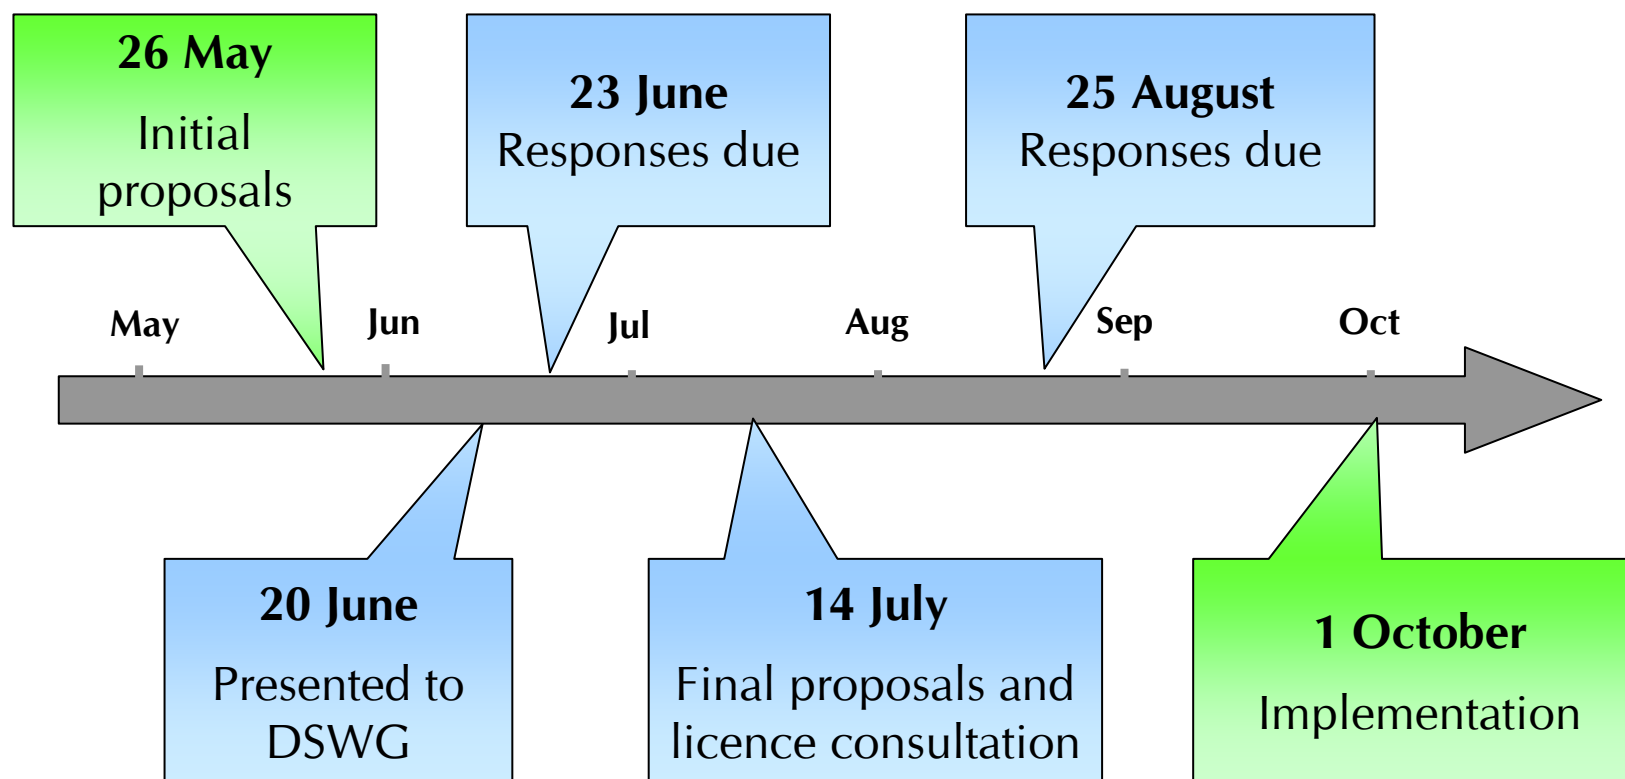 26 May
Initial
proposals
23 June
Responses due
25 August
Responses due
May
Jun
Jul
Aug
Sep
Oct
20 June
Presented to
DSWG
14 July
Final proposals and
licence consultation
1 October
Implementation